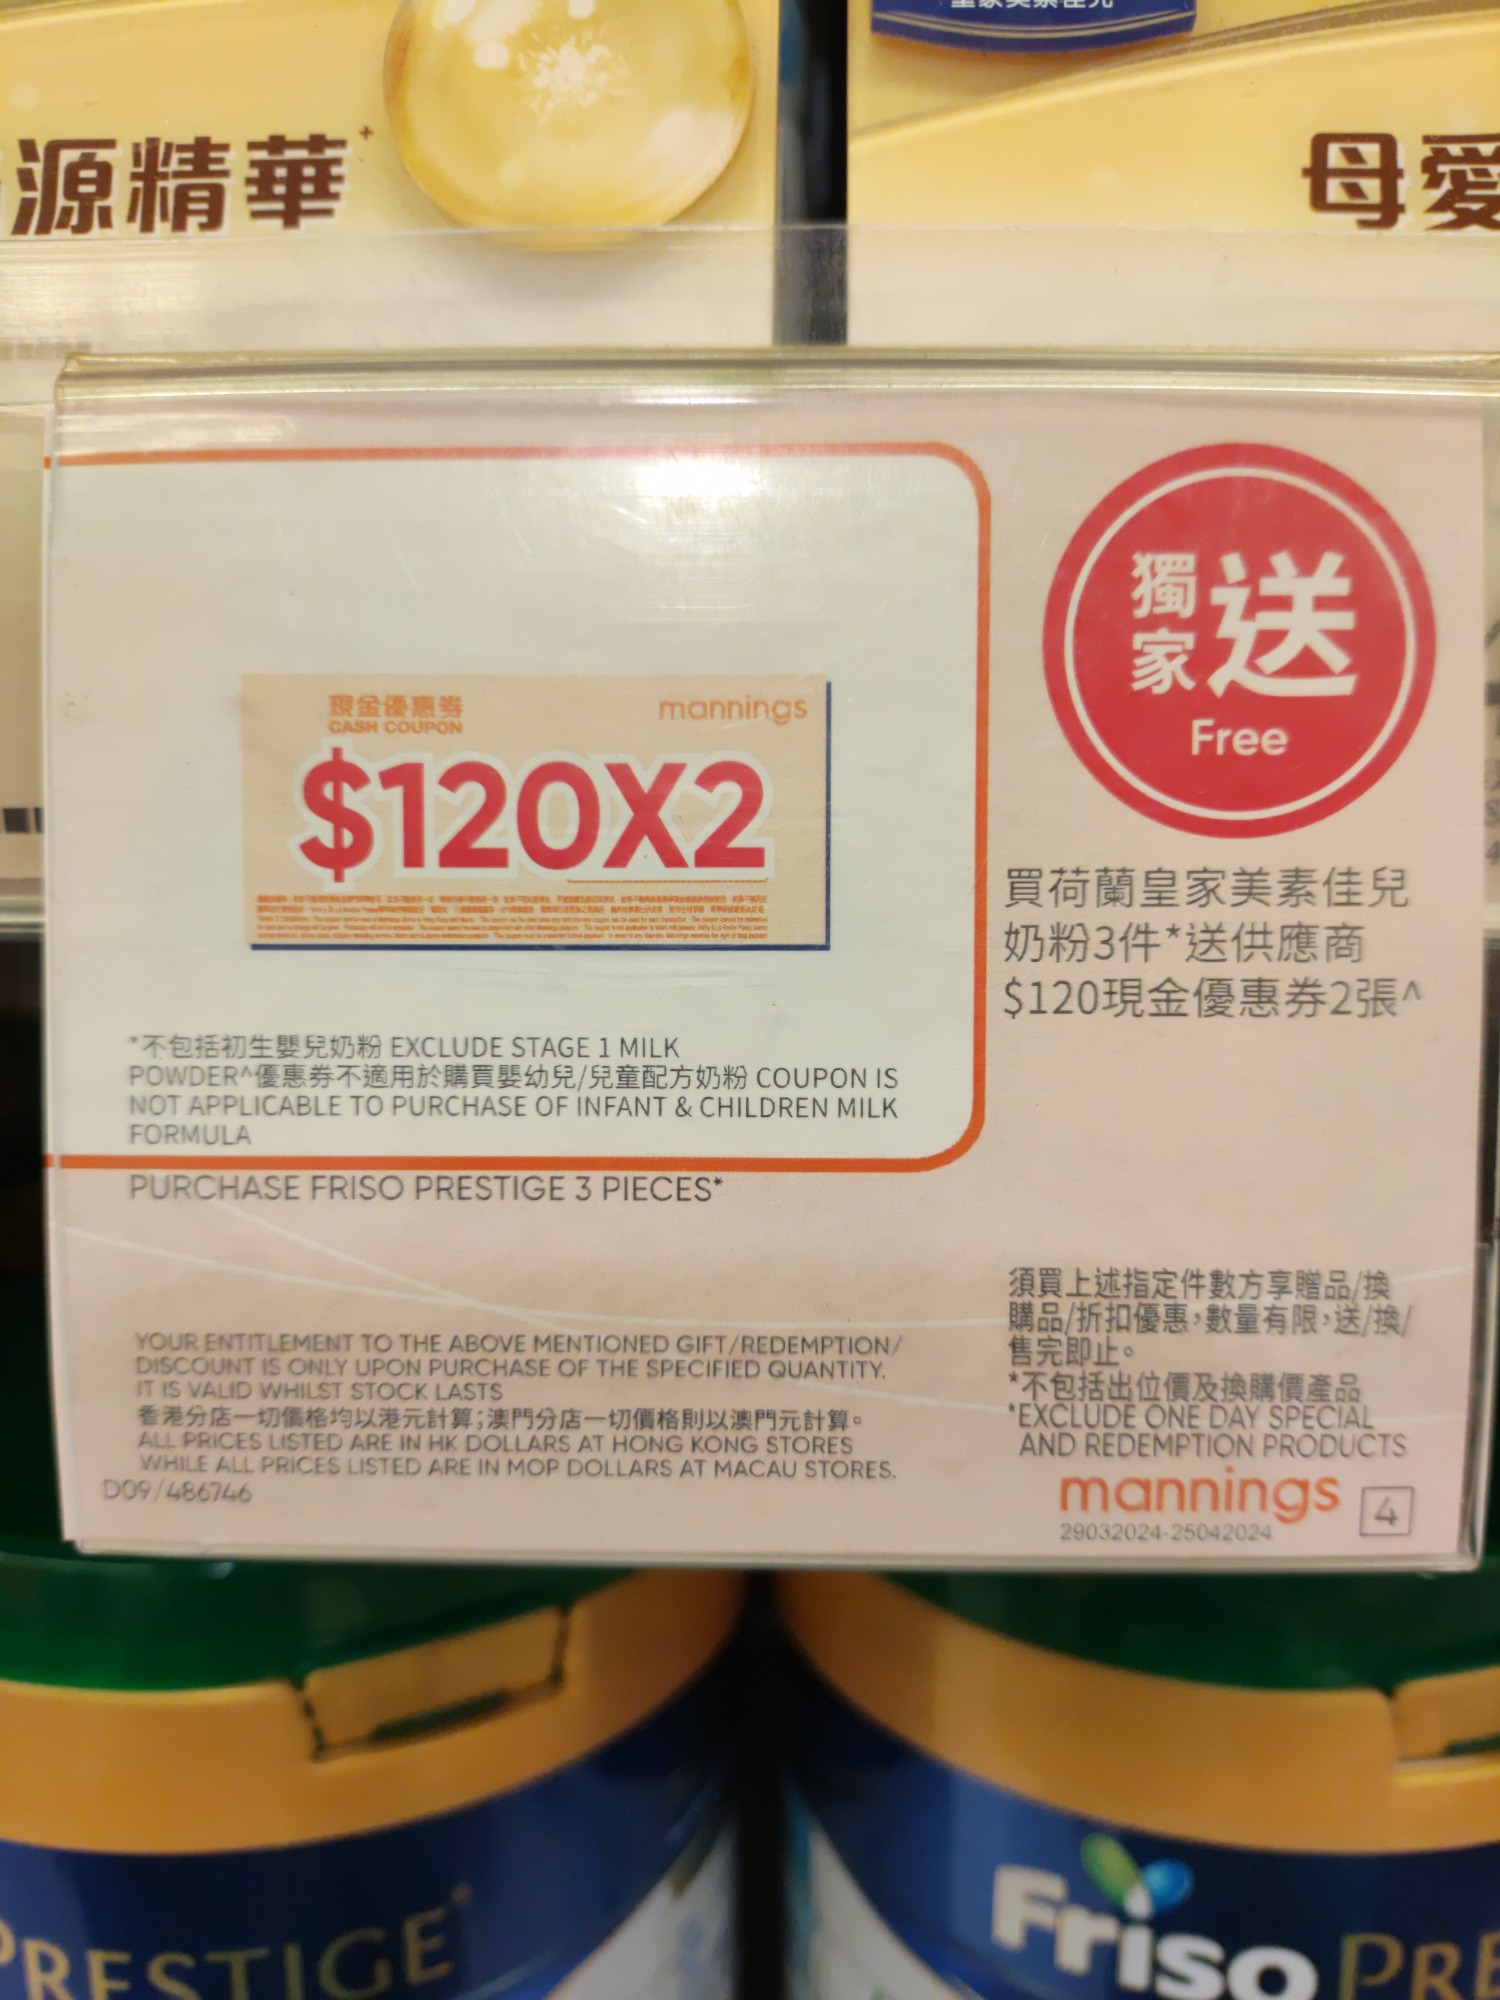 皇家美素佳兒
源精華+
母愛
獨家送
Free
現金優惠券
CASH COUPON
mannings
$120X2
買荷蘭皇家美素佳兒
奶粉3件*送供應商
$120現金優惠券2張^
*不包括初生嬰兒奶粉 EXCLUDE STAGE 1 MILK
POWDER^優惠券不適用於購買嬰幼兒/兒童配方奶粉 COUPON IS
NOT APPLICABLE TO PURCHASE OF INFANT & CHILDREN MILK
FORMULA
PURCHASE FRISO PRESTIGE 3 PIECES*
YOUR ENTITLEMENT TO THE ABOVE MENTIONED GIFT/REDEMPTION/
DISCOUNT IS ONLY UPON PURCHASE OF THE SPECIFIED QUANTITY.
IT IS VALID WHILST STOCK LASTS
香港分店一切價格均以港元計算;澳門分店一切價格則以澳門元計算。
ALL PRICES LISTED ARE IN HK DOLLARS AT HONG KONG STORES
WHILE ALL PRICES LISTED ARE IN MOP DOLLARS AT MACAU STORES.
D09/486746
須買上述指定件數方享贈品/換
購品/折扣優惠,數量有限,送/換/
售完即止。
*不包括出位價及換購價產品
*EXCLUDE ONE DAY SPECIAL
AND REDEMPTION PRODUCTS
mannings
4
29032024-25042024
PRESTIGE
Friso PRE